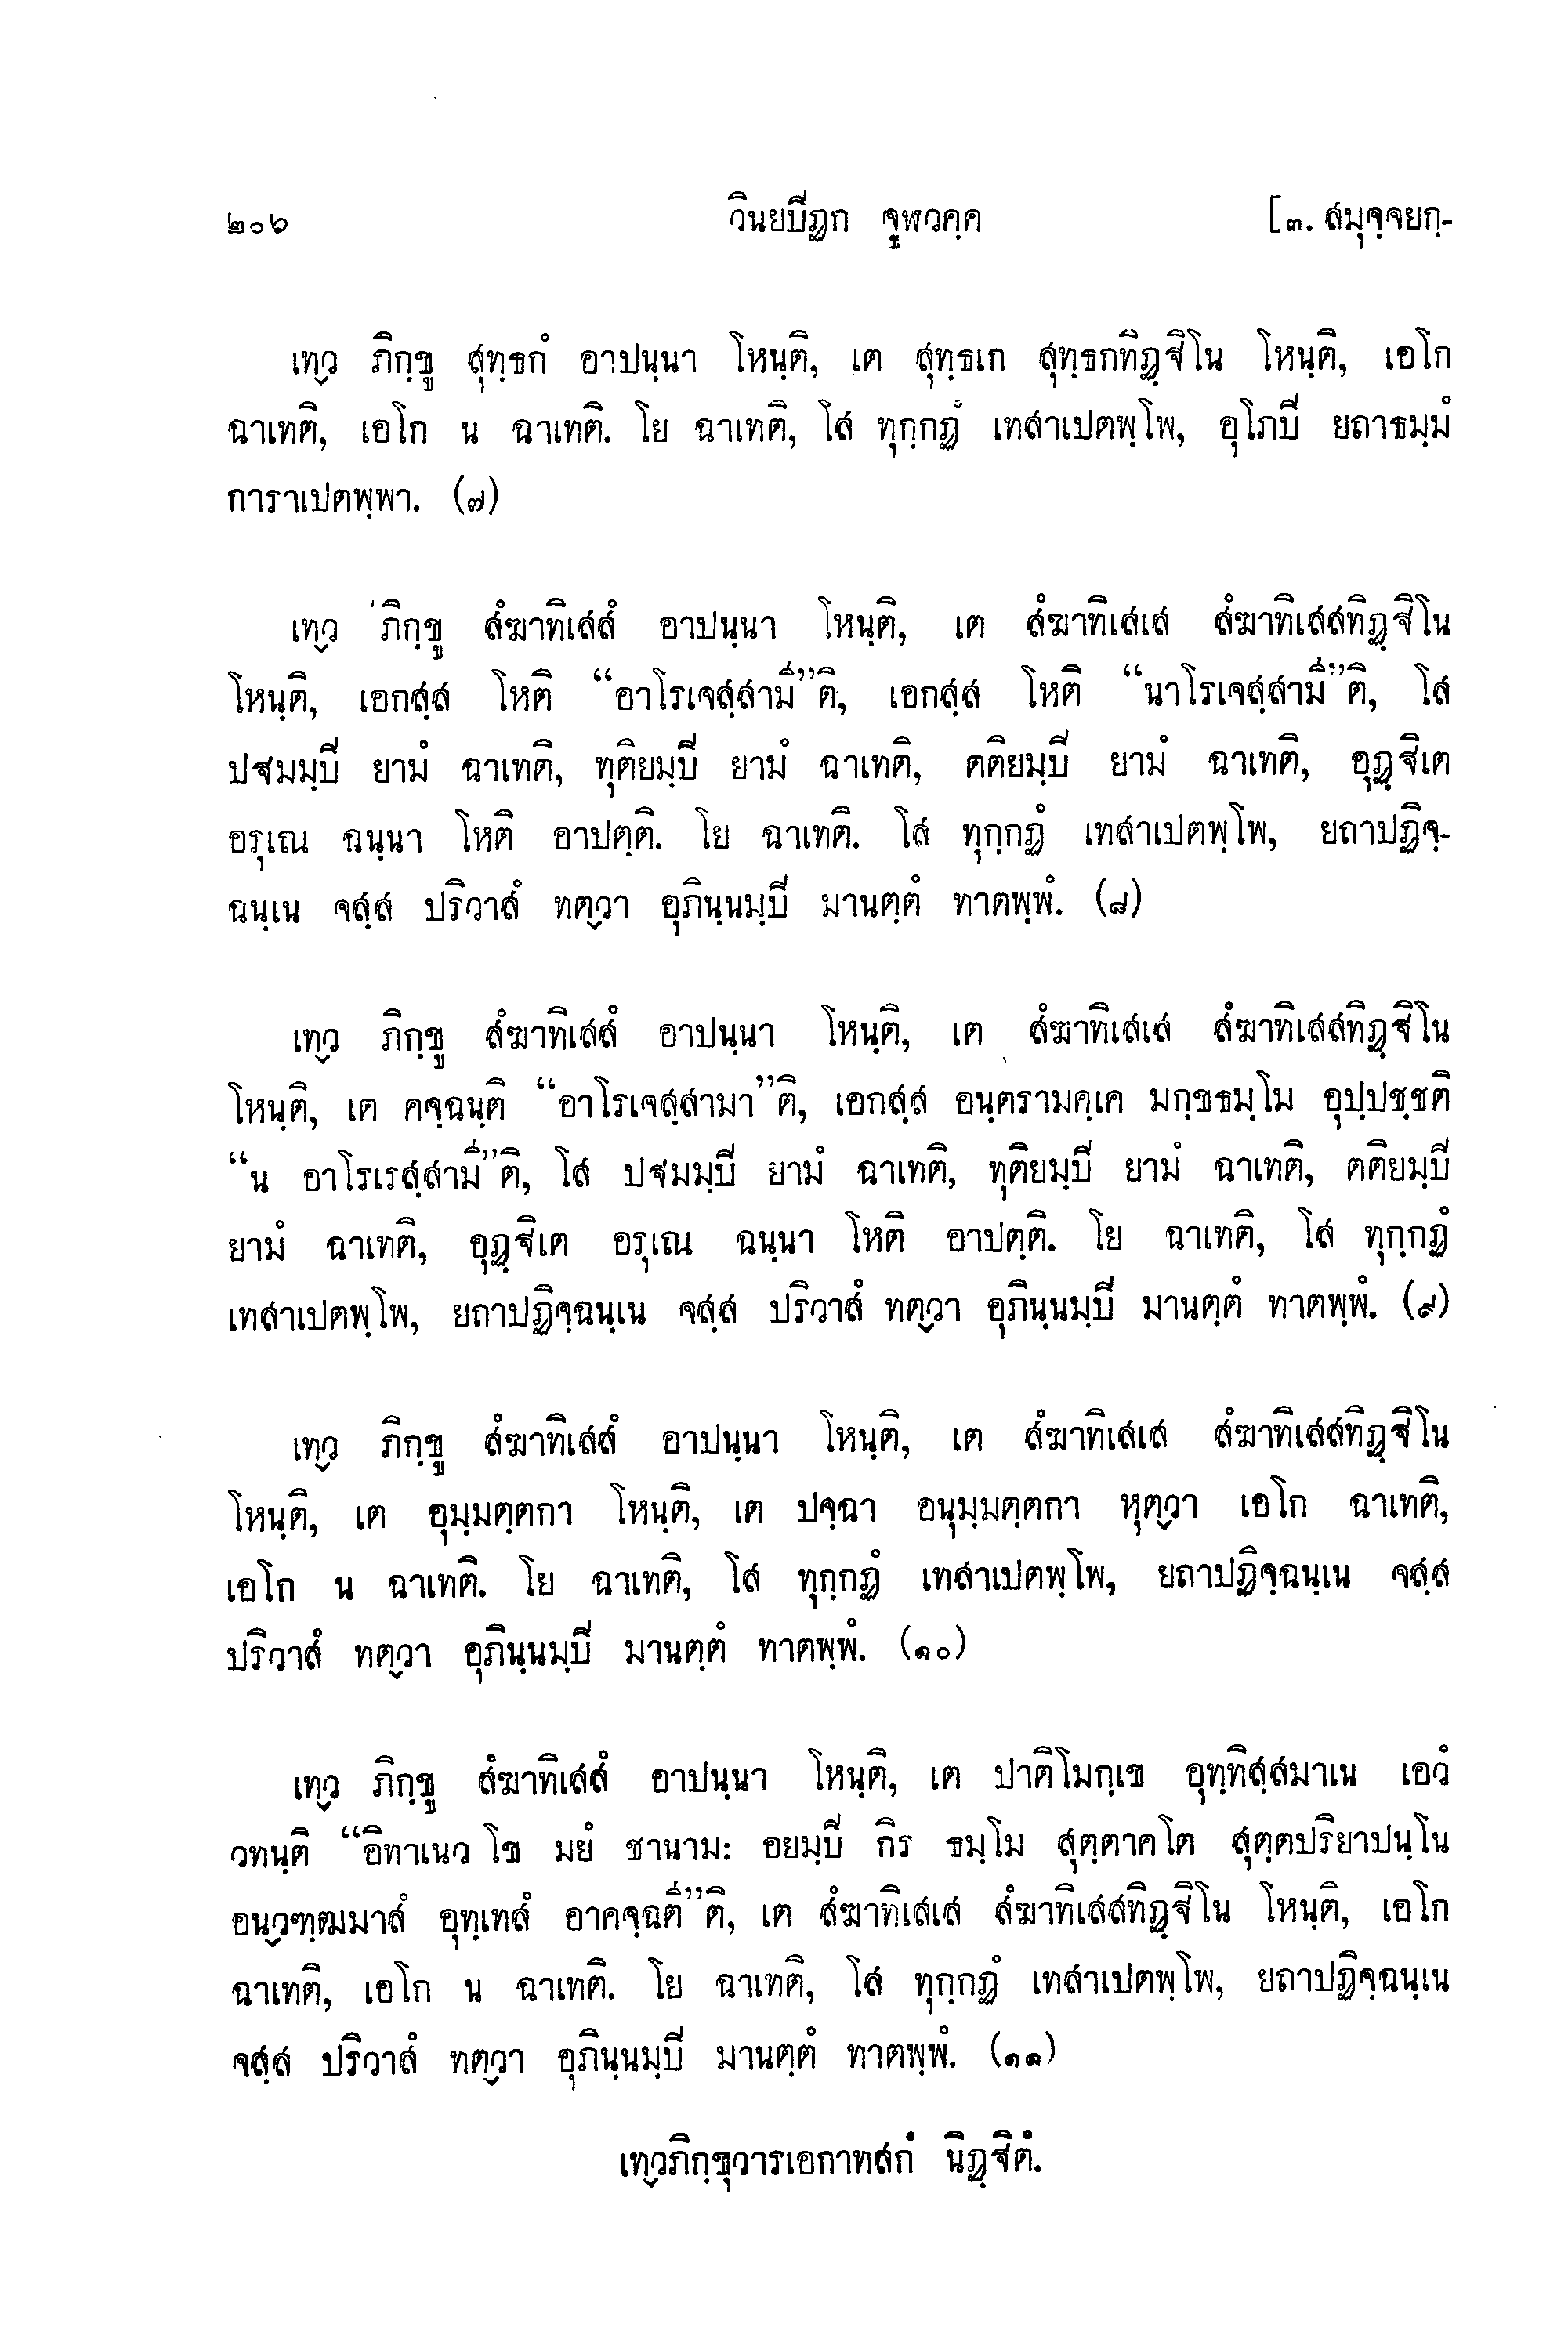 ๒๐๖ วินยปิฏก จูฬวคฺค [๓. สมุจฺจยกฺ-
เทฺว ภิกฺขู สุทฺธกํ อาปนฺนา โหนฺติ, เต สุทฺธเก สุทฺธกทิฏฺฐิโน โหนฺติ, เอโก
ฉาเทติ, เอโก น ฉาเทติ. โย ฉาเทติ, โส ทุกฺกฏํ เทสาเปตพฺโพ, อุโภปิ ยถาธมฺมํ
การาเปตพฺพา. (๗)
เทฺว ภิกฺขู สํฆาทิเสสํ อาปนฺนา โหนฺติ, เต สํฆาทิเสเส สํฆาทิเสสทิฏฺฐิโน
โหนฺติ, เอกสฺส โหติ “อาโรเจสฺสามี”ติ, เอกสฺส โหติ “นาโรเจสฺสามี”ติ, โส
ปฐมมฺปิ ยามํ ฉาเทติ, ทุติยมฺปิ ยามํ ฉาเทติ, ตติยมฺปิ ยามํ ฉาเทติ, อุฏฺฐิเต
อรุเณ ฉนฺนา โหติ อาปตฺติ. โย ฉาเทติ. โส ทุกฺกฏํ เทสาเปตพฺโพ, ยถาปฏิจฺ-
ฉนฺเน จสฺส ปริวาสํ ทตฺวา อุภินฺนมฺปิ มานตฺตํ ทาตพฺพํ. (๘)
เทฺว ภิกฺขู สํฆาทิเสสํ อาปนฺนา โหนฺติ, เต สํฆาทิเสเส สํฆาทิเสสทิฏฺฐิโน
โหนฺติ, เต คจฺฉนฺติ “อาโรเจสฺสามา”ติ, เอกสฺส อนฺตรามคฺเค มกฺขธมฺโม อุปฺปชฺชติ
“น อาโรเรสฺสามี”ติ, โส ปฐมมฺปิ ยามํ ฉาเทติ, ทุติยมฺปิ ยามํ ฉาเทติ, ตติยมฺปิ
ยามํ ฉาเทติ, อุฏฺฐิเต อรุเณ ฉนฺนา โหติ อาปตฺติ. โย ฉาเทติ, โส ทุกฺกฏํ
เทสาเปตพฺโพ, ยถาปฏิจฺฉนฺเน จสฺส ปริวาสํ ทตฺวา อุภินฺนมฺปิ มานตฺตํ ทาตพฺพํ. (๙)
เทฺว ภิกฺขู สํฆาทิเสสํ อาปนฺนา โหนฺติ, เต สํฆาทิเสเส สํฆาทิเสสทิฏฺฐิโน
โหนฺติ, เต อุมฺมตฺตกา โหนฺติ, เต ปจฺฉา อนุมฺมตฺตกา หุตฺวา เอโก ฉาเทติ,
เอโก น ฉาเทติ. โย ฉาเทติ, โส ทุกฺกฏํ เทสาเปตพฺโพ, ยถาปฏิจฺฉนฺเน จสฺส
ปริวาสํ ทตฺวา อุภินฺนมฺปิ มานตฺตํ ทาตพฺพํ. (๑๐)
เทฺว ภิกฺขู สํฆาทิเสสํ อาปนฺนา โหนฺติ, เต ปาติโมกฺเข อุทฺทิสฺสมาเน เอวํ
วทนฺติ “อิทาเนว โข มยํ ชานาม: อยมฺปิ กิร ธมฺโม สุตฺตาคโต สุตฺตปริยาปนฺโน
อนฺวฑฺฒมาสํ อุทฺเทสํ อาคจฺฉตี”ติ, เต สํฆาทิเสเส สํฆาทิเสสทิฏฺฐิโน โหนฺติ, เอโก
ฉาเทติ, เอโก น ฉาเทติ. โย ฉาเทติ, โส ทุกฺกฏํ เทสาเปตพฺโพ, ยถาปฏิจฺฉนฺเน
จสฺส ปริวาสํ ทตฺวา อุภินฺนมฺปิ มานตฺตํ ทาตพฺพํ. (๑๑)
เทฺวภิกฺขุวารเอกาทสกํ นิฏฺฐิตํ.